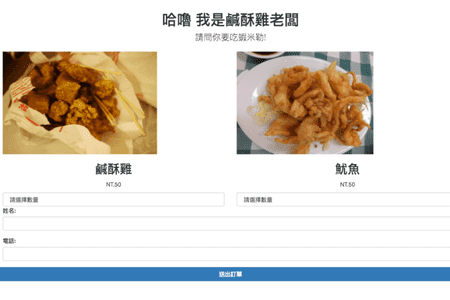 哈嚕 我是鹹酥雞老闆
請問你要吃蝦米勒!
鹹酥雞
魷魚
NT.50
NT.50
請選擇數量
請選擇數量
姓名:
電話:
送出訂單